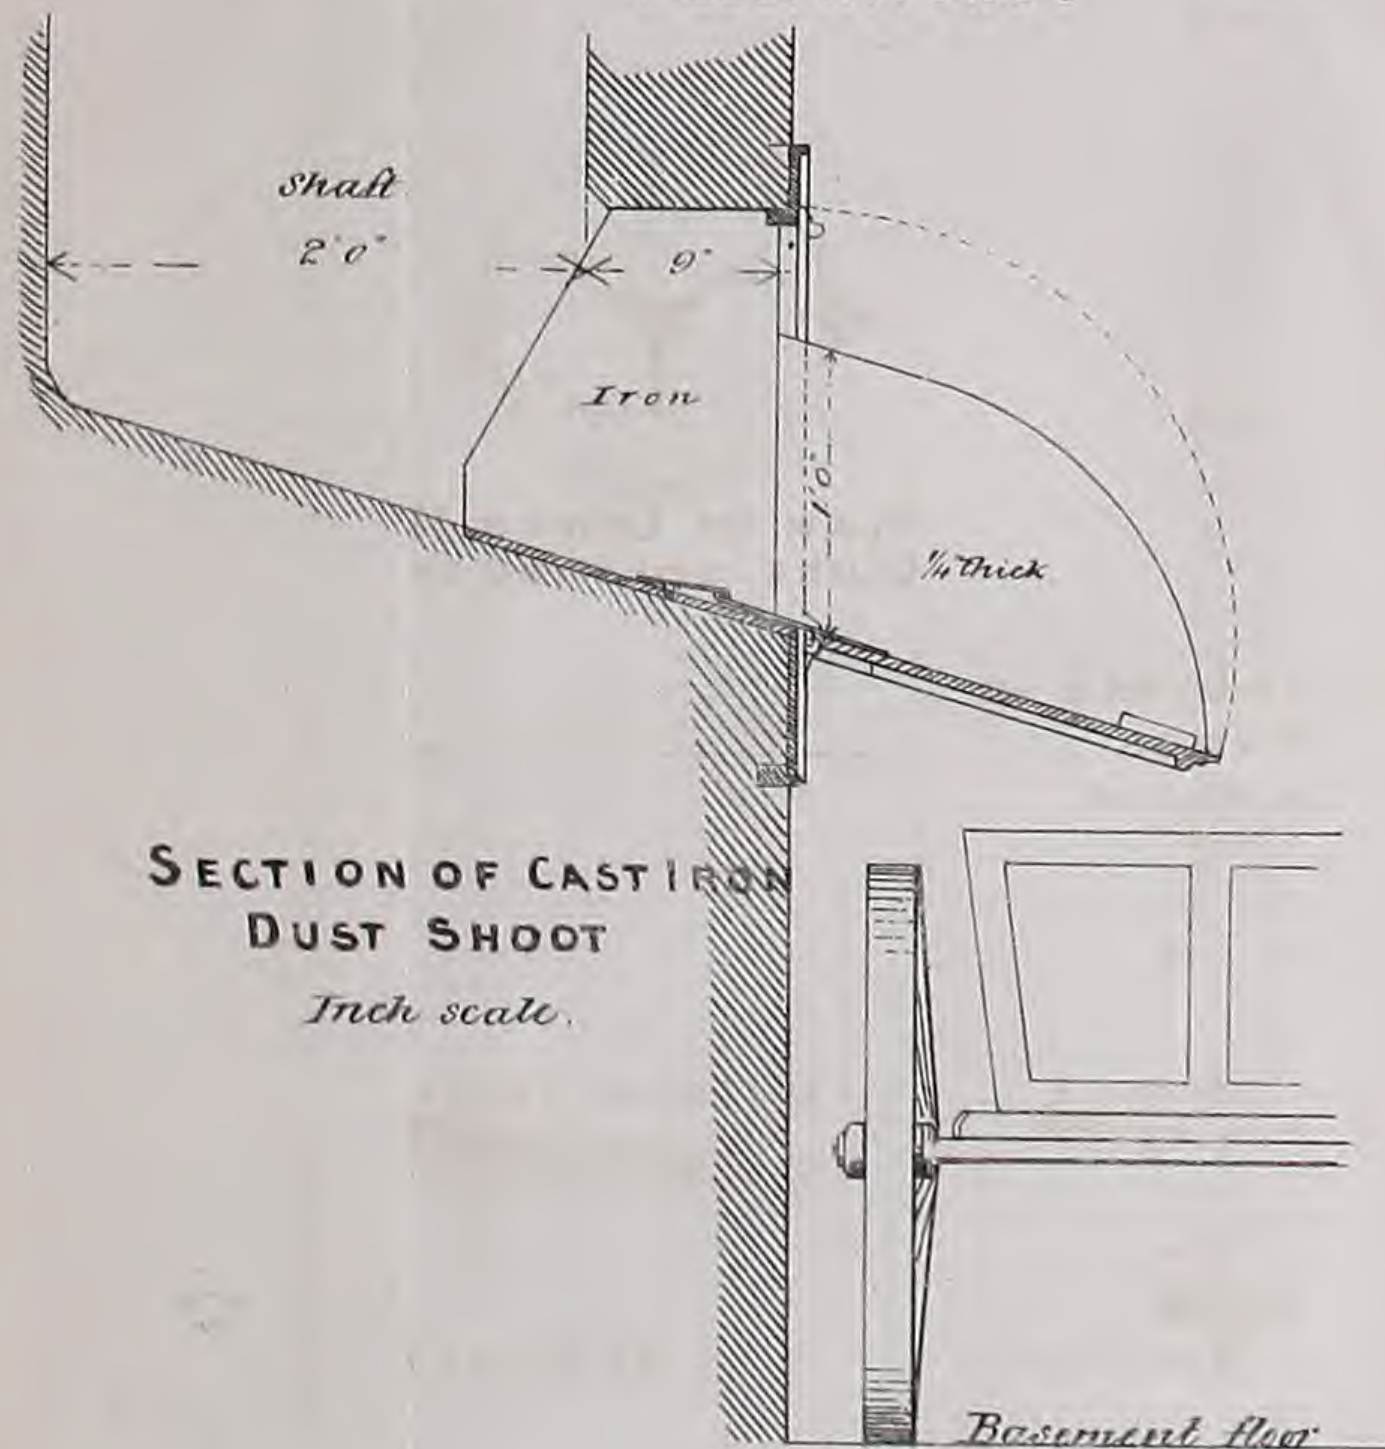 Shaft
2' 0"
9"
Iron
1' 0"
1/4 thick
SECTION OF CAST IRON
DUST SHOOT
Inch scale.
Basement floor